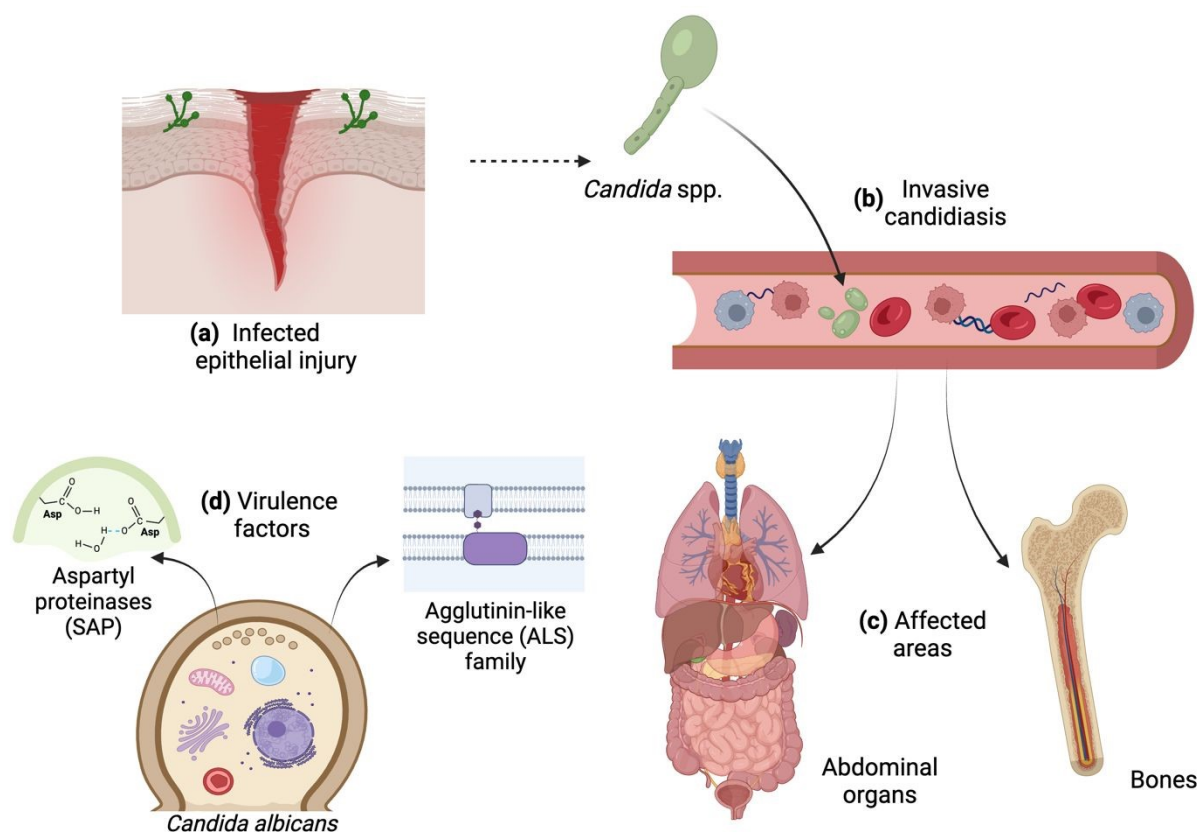 Candida spp.
(b) Invasive
candidiasis
(a) Infected
epithelial injury
O
Asp
C
O
H
O
C
H
O
Asp
H
O
(d) Virulence
factors
Aspartyl
proteinases
(SAP)
Agglutinin-like
sequence (ALS)
family
Candida albicans
(c) Affected
areas
Abdominal
organs
Bones